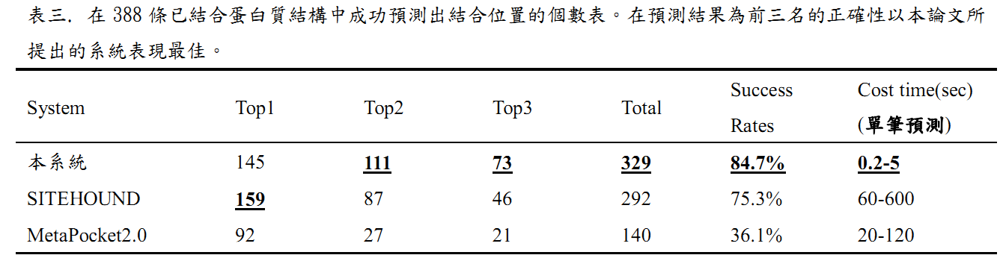 表三. 在 388 條已結合蛋白質結構中成功預測出結合位置的個數表。在預測結果為前三名的正確性以本論文所
提出的系統表現最佳。
System Top1 Top2 Top3 Total Success Rates Cost time(sec) (單筆預測)
本系統 145 111 73 329 84.7% 0.2-5
SITEHOUND 159 87 46 292 75.3% 60-600
MetaPocket2.0 92 27 21 140 36.1% 20-120